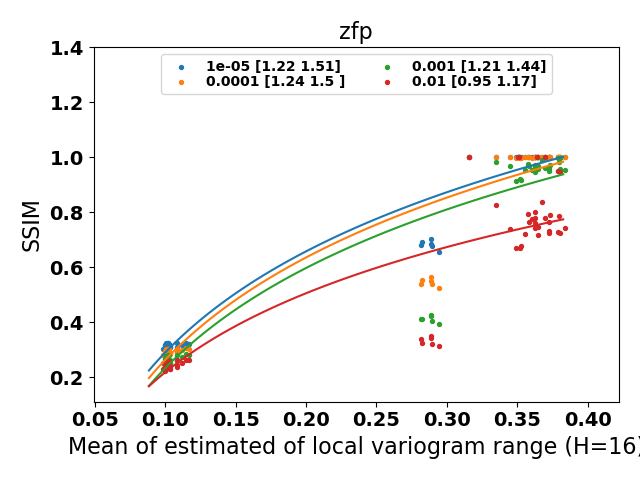 zfp
1e-05 [1.22 1.51]
0.0001 [1.24 1.5 ]
0.001 [1.21 1.44]
0.01 [0.95 1.17]
SSIM
1.4
1.2
1.0
0.8
0.6
0.4
0.2
0.05 0.10 0.15 0.20 0.25 0.30 0.35 0.40
Mean of estimated of local variogram range (H=16)